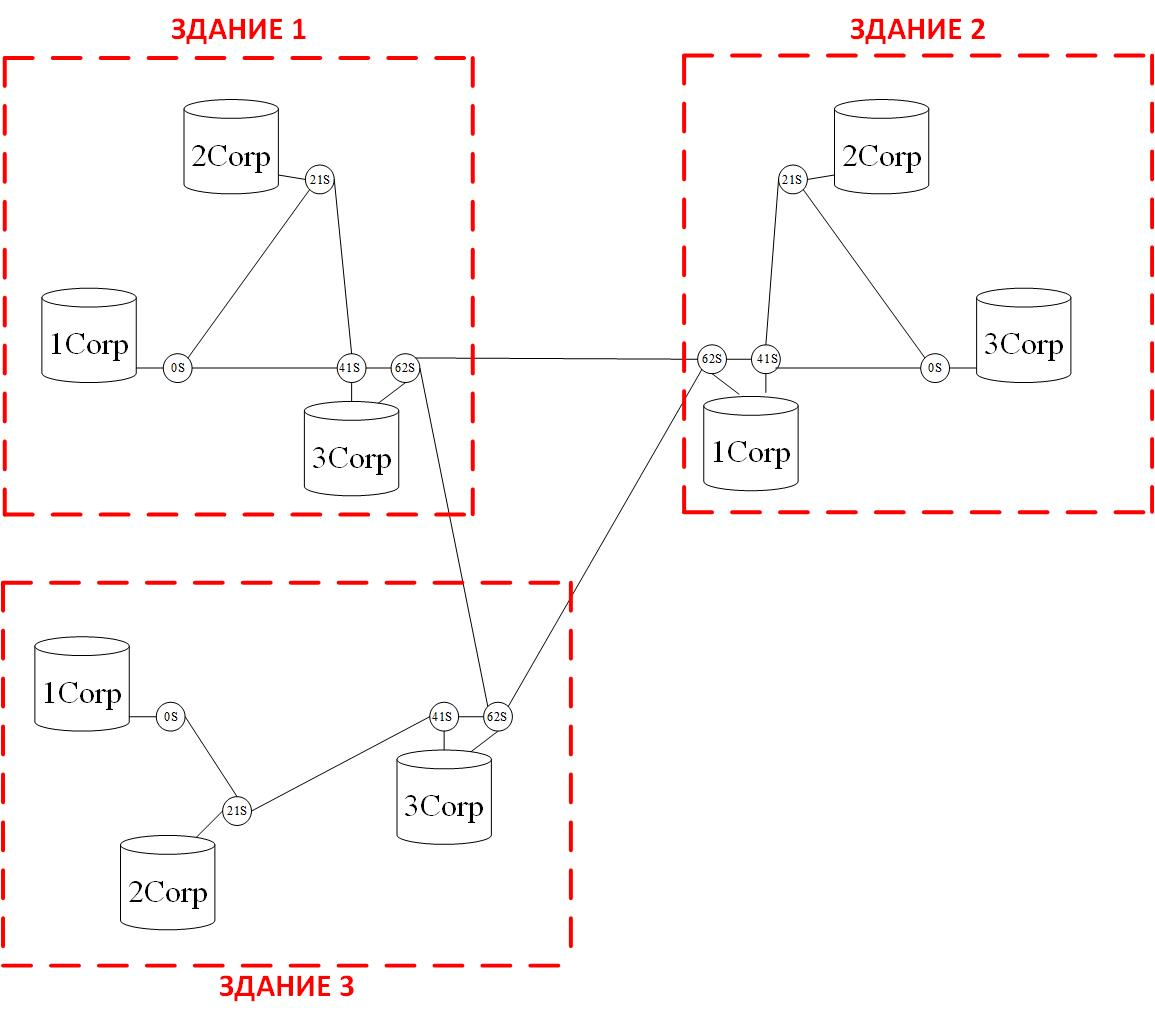 ЗДАНИЕ 1
2Corp
21S
1Corp
0S
41S
62S
3Corp
ЗДАНИЕ 2
21S
2Corp
62S
41S
0S
3Corp
1Corp
1Corp
0S
41S
62S
21S
3Corp
2Corp
ЗДАНИЕ 3